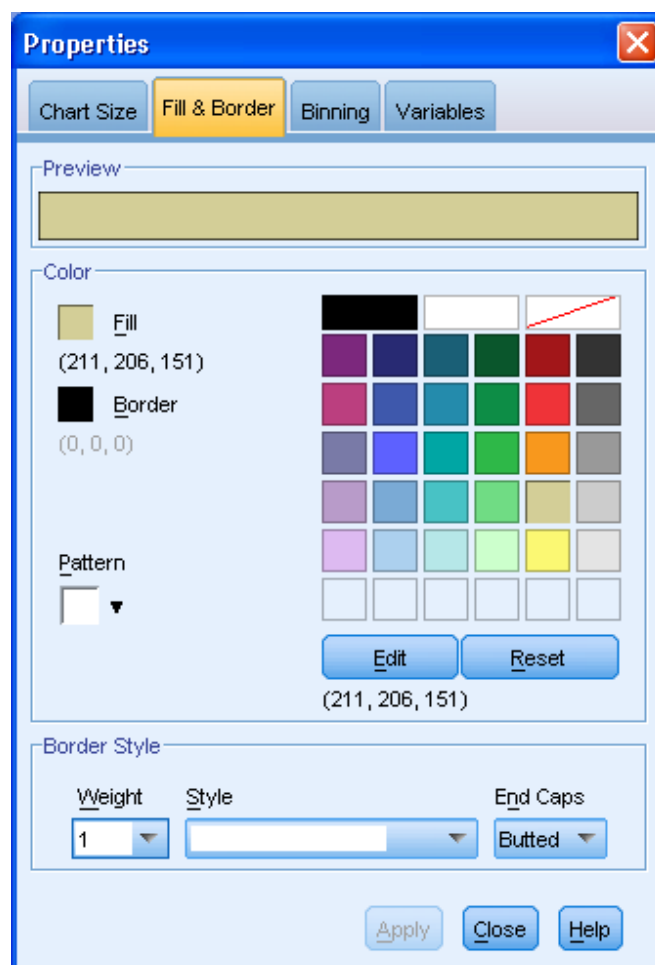 Properties
Chart Size Fill & Border Binning Variables
Preview
Color
Fill
(211, 206, 151)
Border
(0, 0, 0)
Pattern
Edit Reset
(211, 206, 151)
Border Style
Weight Style End Caps
1 Butted
Apply Close Help